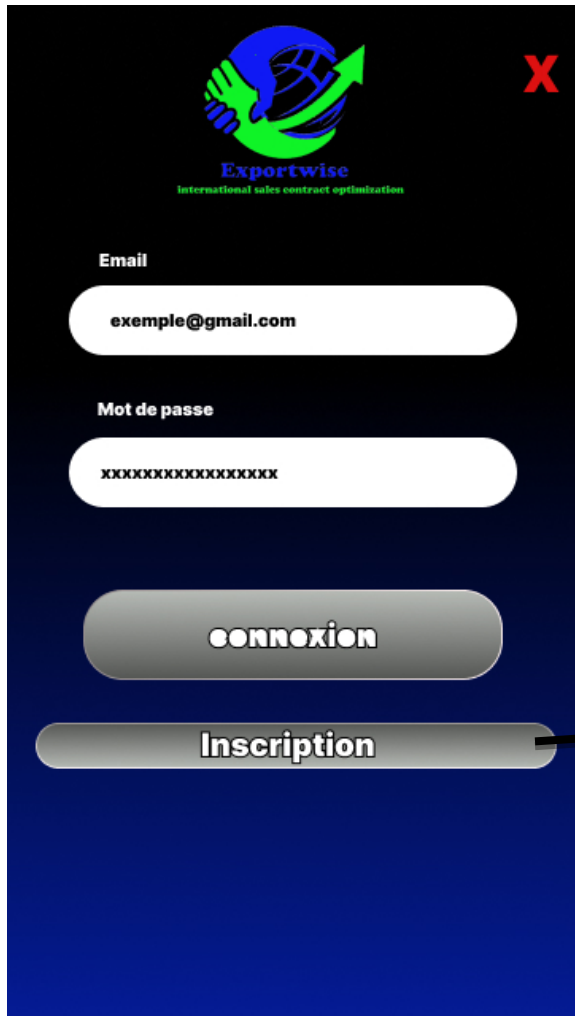 X
Exportwise
international sales contract optimization
Email
exemple@gmail.com
Mot de passe
xxxxxxxxxxxxxxxxx
connexion
Inscription